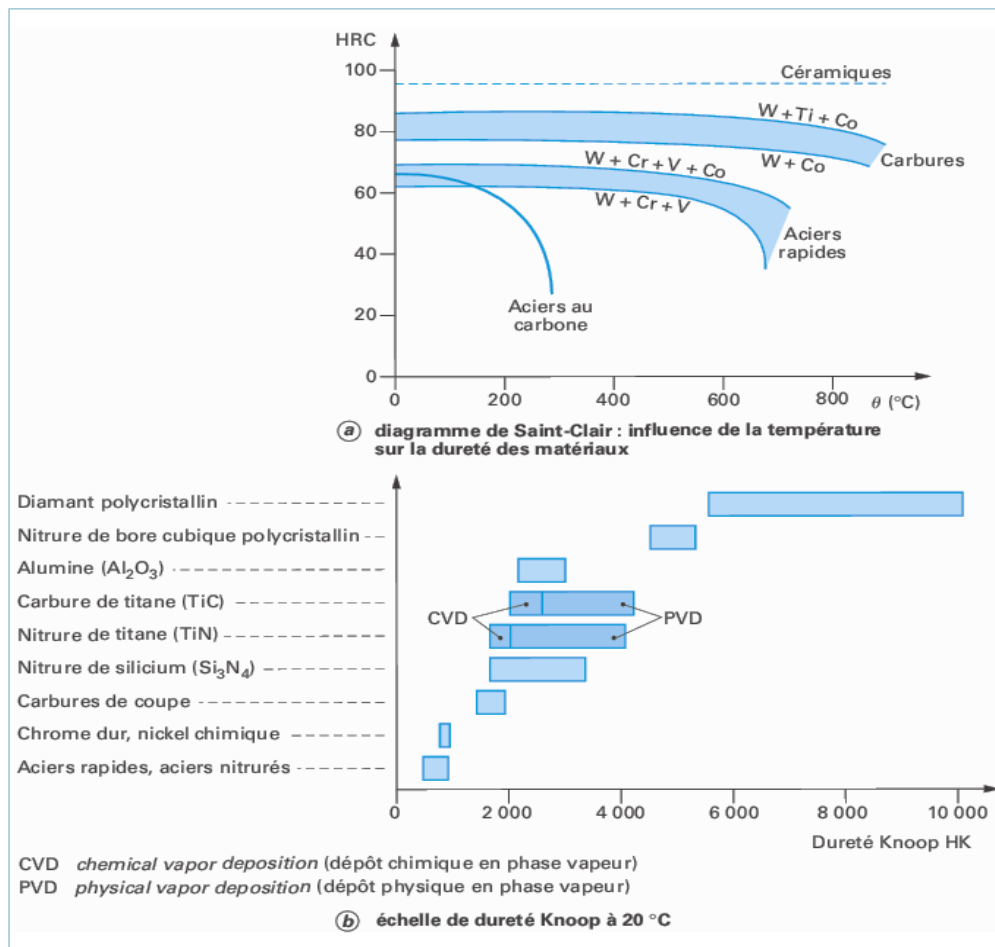 HRC
100
80
60
40
20
0
Céramiques
W + Ti + Co
W + Co
Carbures
W + Cr + V + Co
W + Cr + V
Aciers
rapides
Aciers au
carbone
0
200
400
600
800
θ (°C)
a diagramme de Saint-Clair : influence de la température
sur la dureté des matériaux
Diamant polycristallin
Nitrure de bore cubique polycristallin
Alumine (Al₂O₃)
Carbure de titane (TiC)
CVD
PVD
Nitrure de titane (TiN)
Nitrure de silicium (Si₃N₄)
Carbures de coupe
Chrome dur, nickel chimique
Aciers rapides, aciers nitrurés
0
2 000
4 000
6 000
8 000
10 000
Dureté Knoop HK
CVD chemical vapor deposition (dépôt chimique en phase vapeur)
PVD physical vapor deposition (dépôt physique en phase vapeur)
b échelle de dureté Knoop à 20 °C